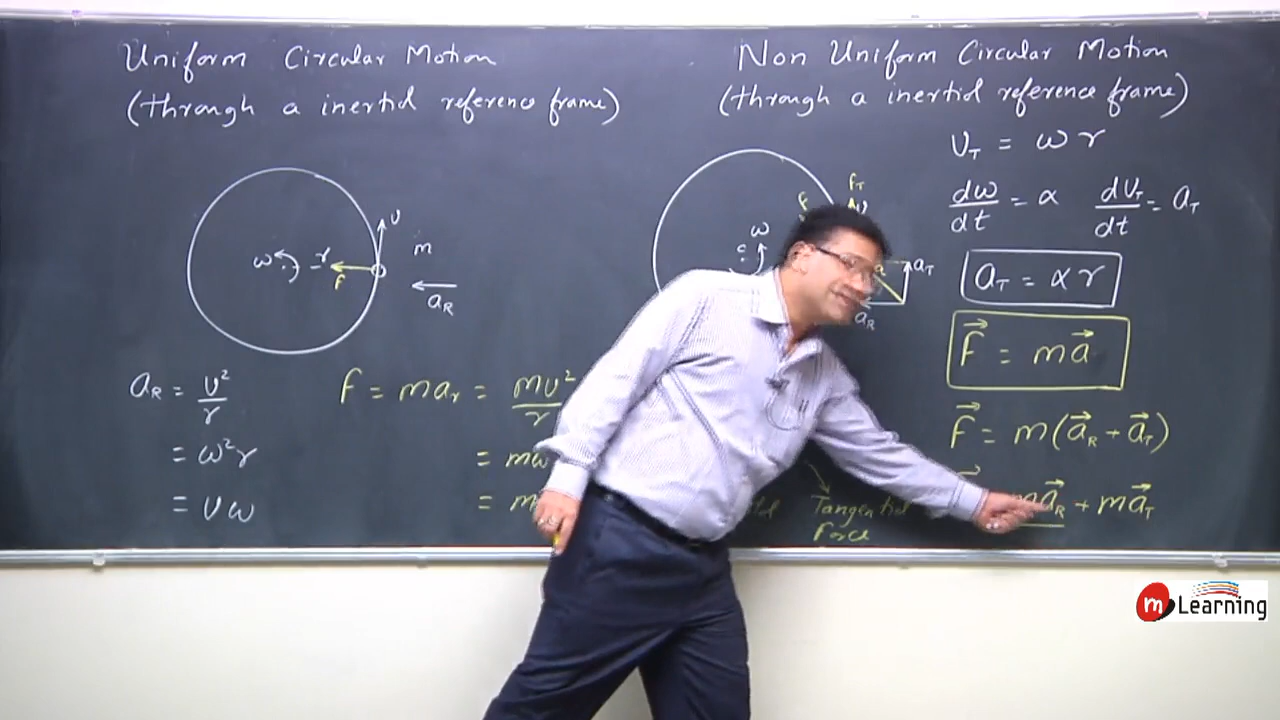 Uniform Circular Motion
(through a inertial reference frame)
v
m
ω
r
F
a_R
a_R = v²/r
= ω²r
= vω
F = ma_r = mv²/r
= mω
= m
Non Uniform Circular Motion
(through a inertial reference frame)
v_T = ωr
F_T
F
dω/dt = α dv_T/dt = a_T
ω
c
a
a_T
a_R
a_T = αr
F⃗ = ma⃗
F⃗ = m(a⃗_R + a⃗_T)
ma⃗_R + ma⃗_T
Tangential
Force
m Learning